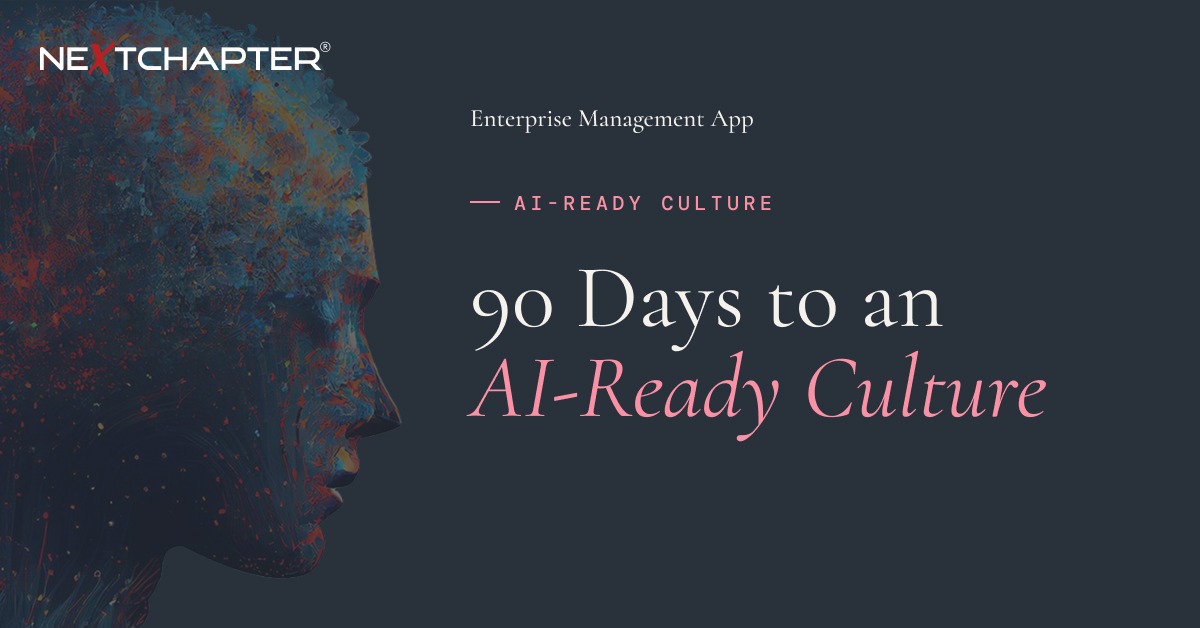 NEXTCHAPTER®
Enterprise Management App
AI-READY CULTURE
90 Days to an
AI-Ready Culture